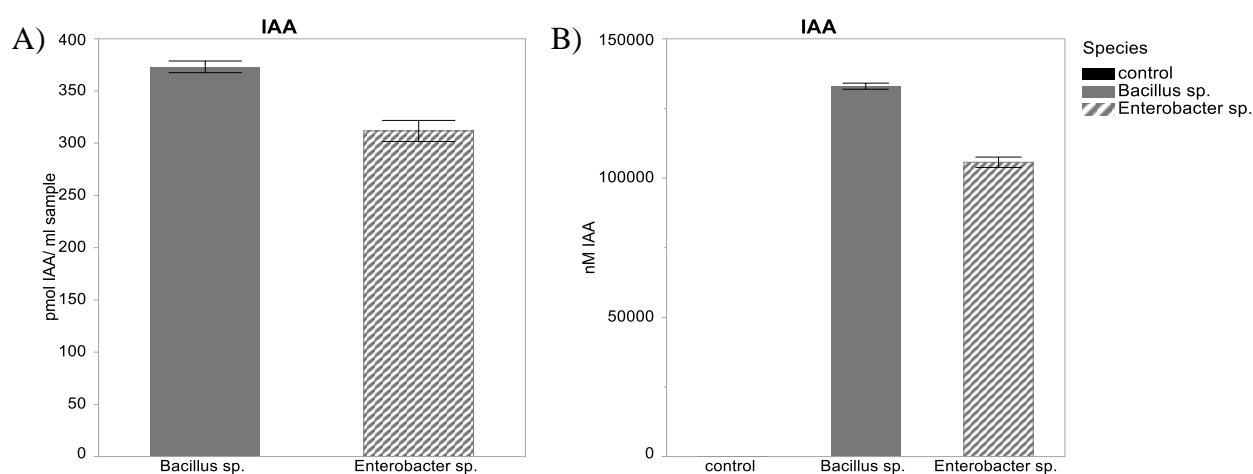 A)
IAA
400
350
300
250
200
150
100
50
0
pmol IAA/ ml sample
Bacillus sp.
Enterobacter sp.
B)
IAA
150000
100000
50000
0
nM IAA
control
Bacillus sp.
Enterobacter sp.
Species
control
Bacillus sp.
Enterobacter sp.